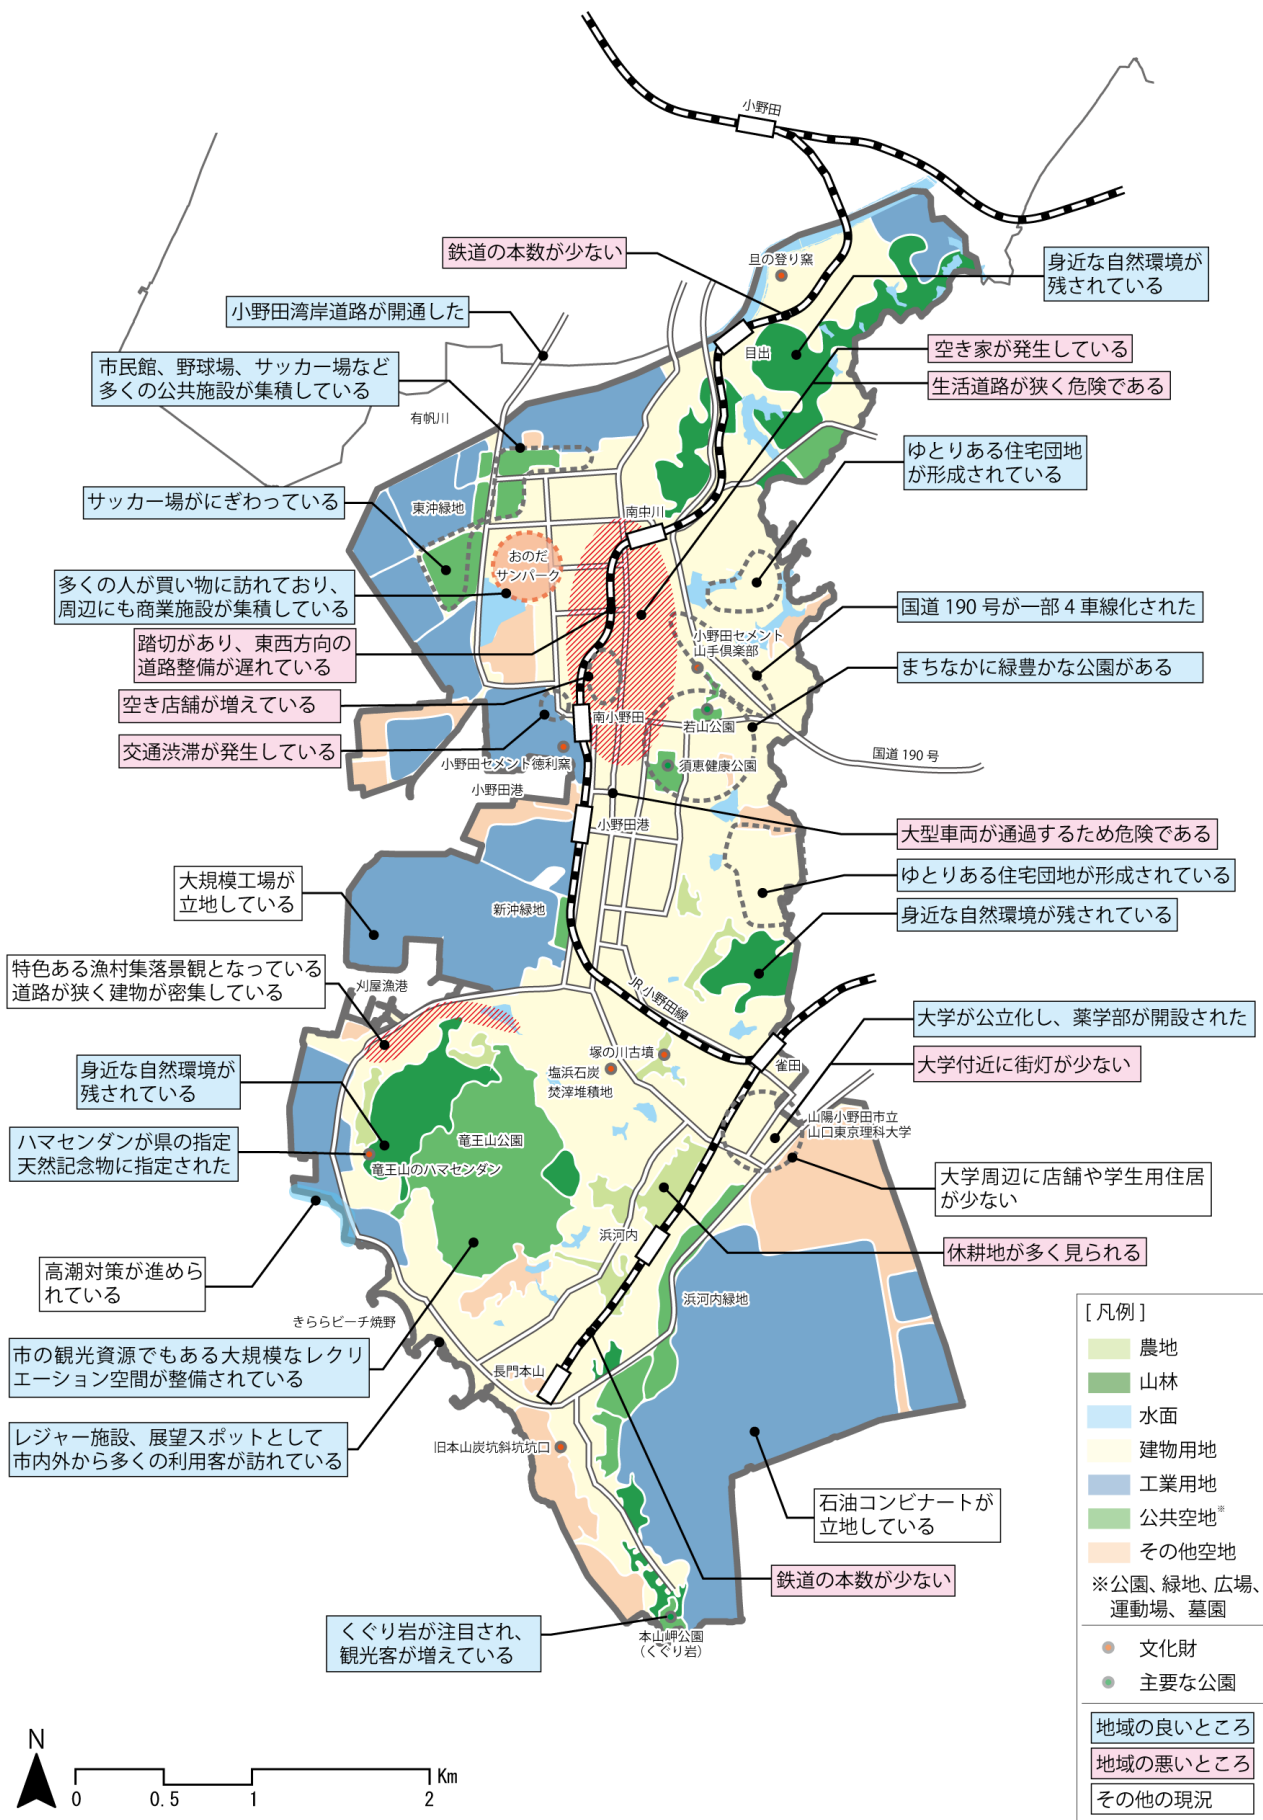 小野田
鉄道の本数が少ない
旦の登り窯
身近な自然環境が
残されている
小野田湾岸道路が開通した
目出
空き家が発生している
市民館、野球場、サッカー場など
多くの公共施設が集積している
生活道路が狭く危険である
有帆川
ゆとりある住宅団地
が形成されている
サッカー場がにぎわっている
東沖緑地
南中川
おのだ
サンパーク
多くの人が買い物に訪れており、
周辺にも商業施設が集積している
国道190号が一部4車線化された
踏切があり、東西方向の
道路整備が遅れている
小野田セメント
山手倶楽部
まちなかに緑豊かな公園がある
空き店舗が増えている
南小野田
若山公園
交通渋滞が発生している
小野田セメント徳利窯
須恵健康公園
国道190号
小野田港
小野田港
大型車両が通過するため危険である
大規模工場が
立地している
ゆとりある住宅団地が形成されている
新沖緑地
身近な自然環境が残されている
特色ある漁村集落景観となっている
道路が狭く建物が密集している
刈屋漁港
JR小野田線
大学が公立化し、薬学部が開設された
塚の川古墳
雀田
大学付近に街灯が少ない
身近な自然環境が
残されている
塩浜石炭
焚滓堆積地
山陽小野田市立
山口東京理科大学
ハマセンダンが県の指定
天然記念物に指定された
竜王山公園
竜王山のハマセンダン
大学周辺に店舗や学生用住居
が少ない
浜河内
休耕地が多く見られる
高潮対策が進めら
れている
浜河内緑地
きららビーチ焼野
市の観光資源でもある大規模なレクリ
エーション空間が整備されている
長門本山
レジャー施設、展望スポットとして
市内外から多くの利用客が訪れている
旧本山炭坑斜坑坑口
石油コンビナートが
立地している
鉄道の本数が少ない
くぐり岩が注目され、
観光客が増えている
本山岬公園
(くぐり岩)
[凡例]
農地
山林
水面
建物用地
工業用地
公共空地※
その他空地
※公園、緑地、広場、
運動場、墓園
文化財
主要な公園
地域の良いところ
地域の悪いところ
その他の現況
N
0 0.5 1 2 Km